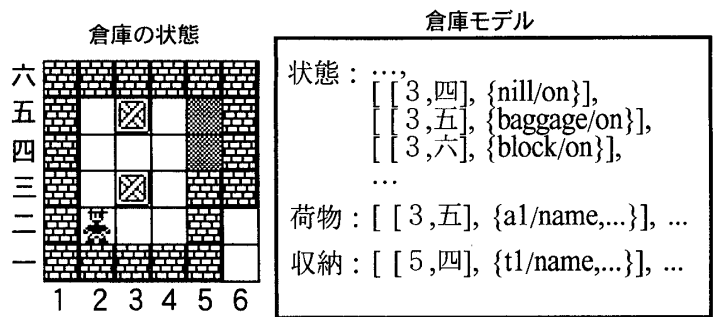 倉庫の状態
六
五
四
三
二
一
1 2 3 4 5 6
倉庫モデル
状態：…,
[ [３,四], {nill/on}],
[ [３,五], {baggage/on}],
[ [３,六], {block/on}],
…
荷物：[ [３,五], {a1/name,...}], ...
収納：[ [５,四], {t1/name,...}], ...